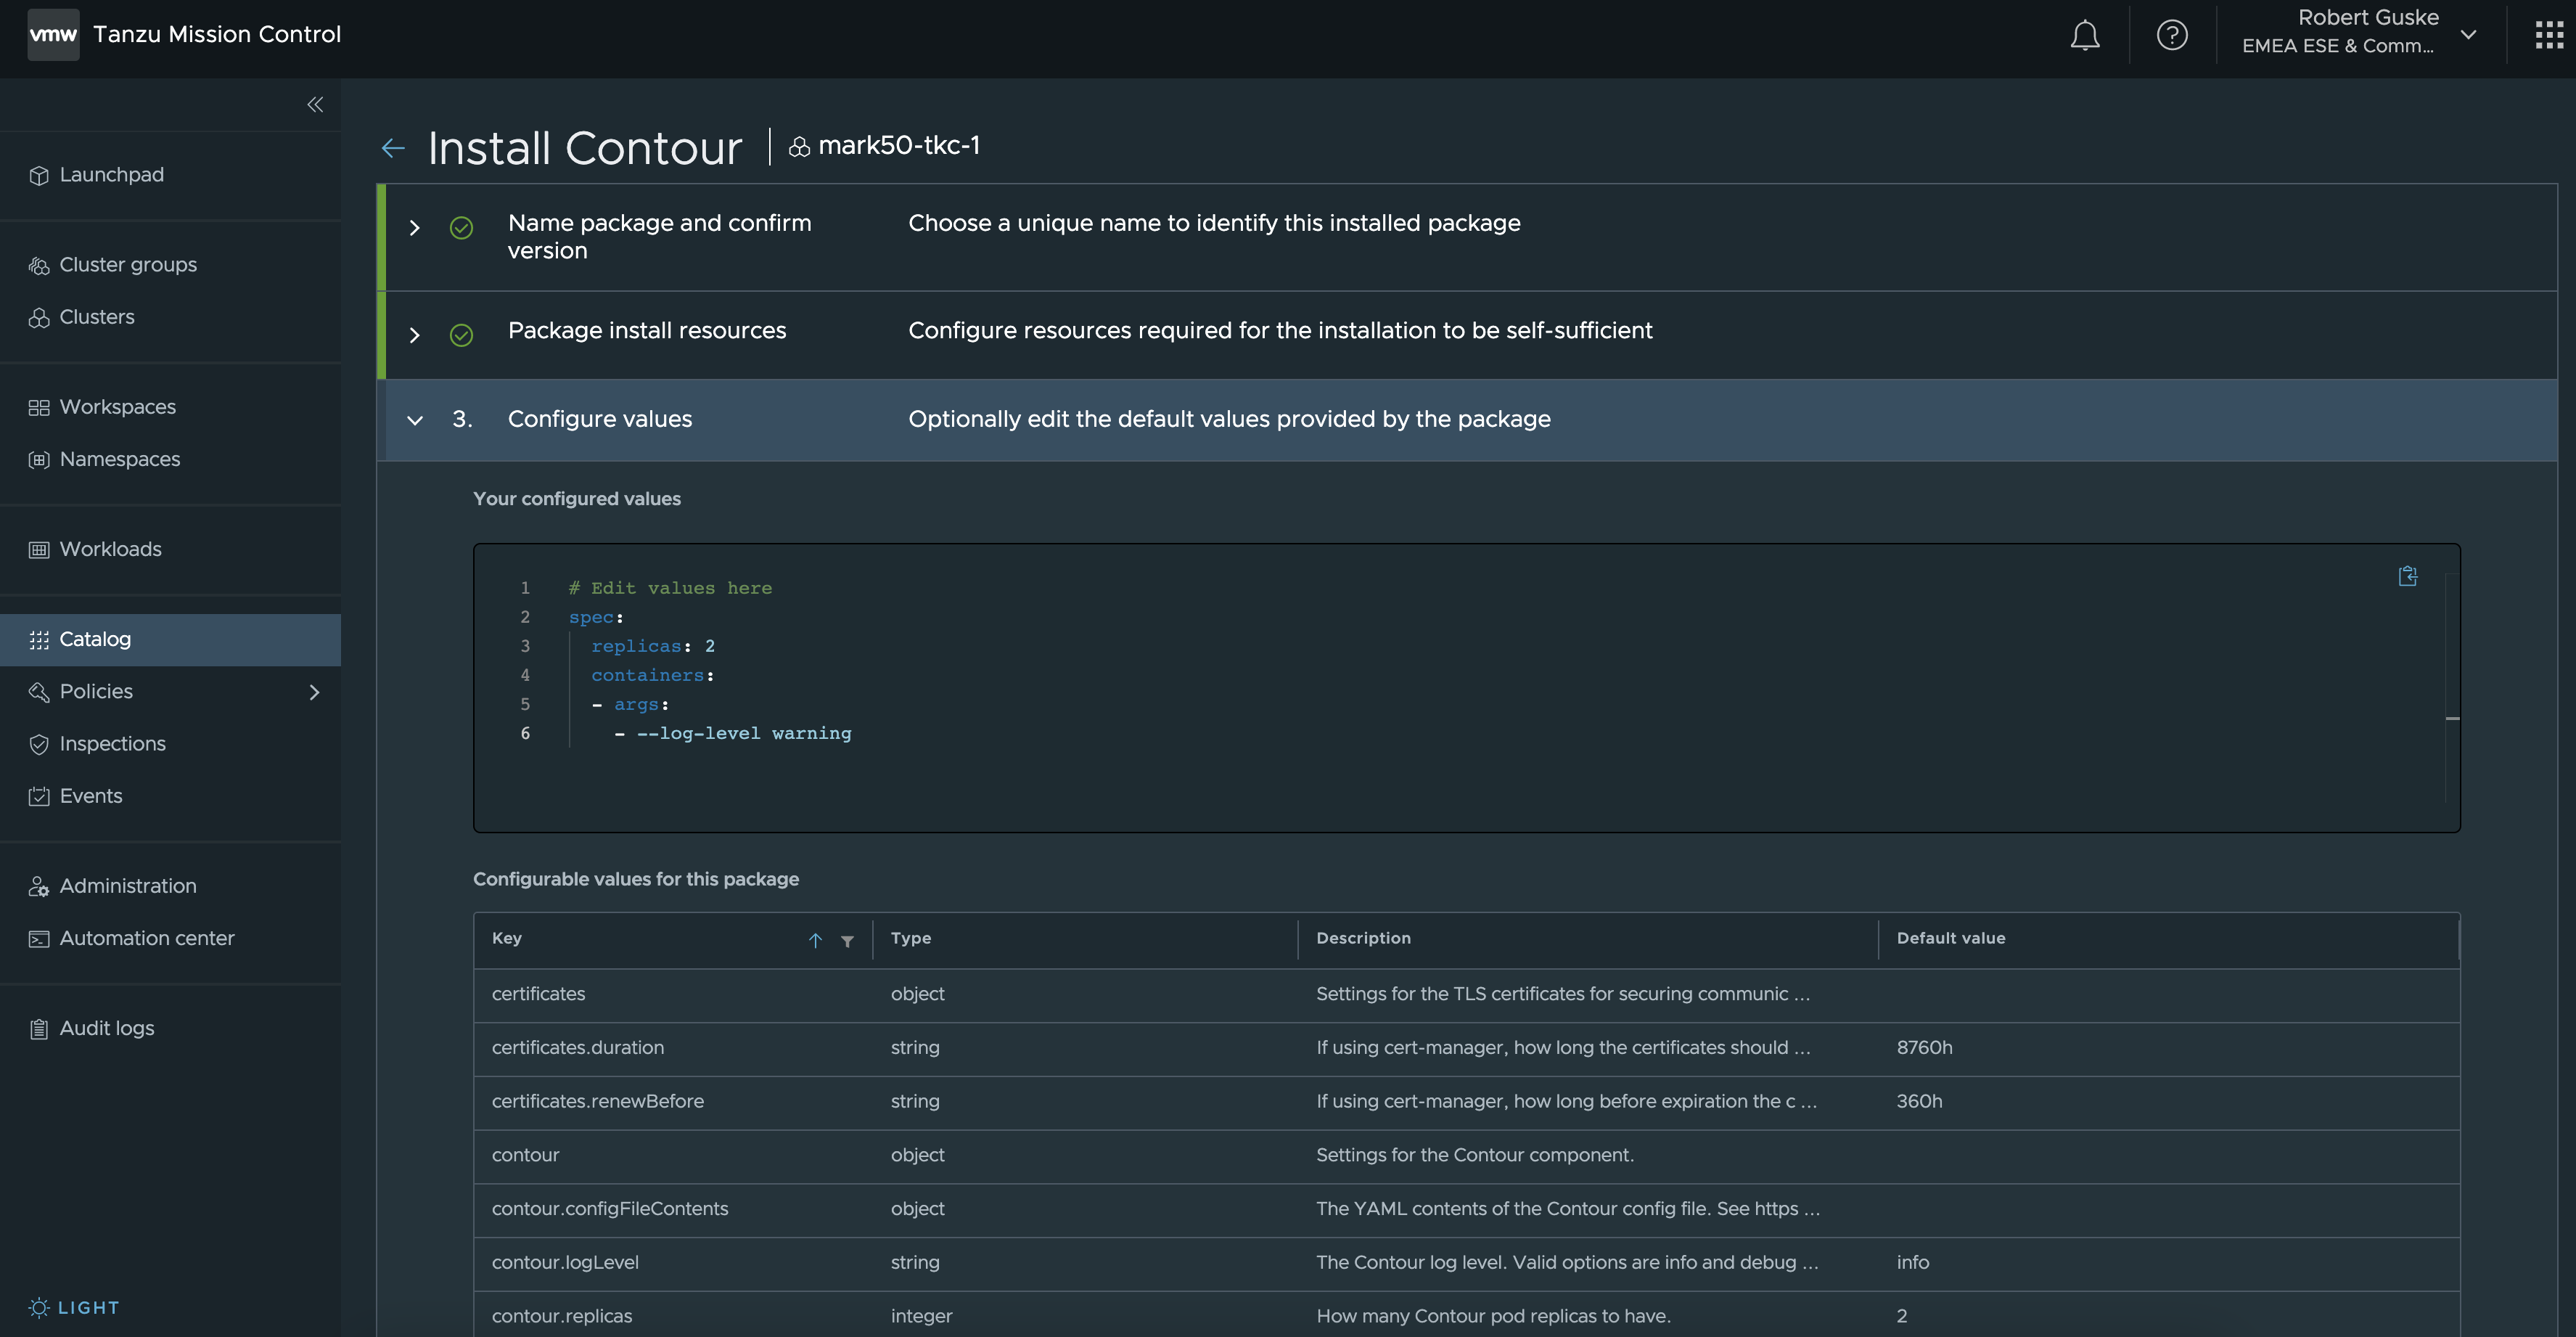 vmw Tanzu Mission Control
Robert Guske
EMEA ESE & Comm...
Launchpad
Cluster groups
Clusters
Workspaces
Namespaces
Workloads
Catalog
Policies
Inspections
Events
Administration
Automation center
Audit logs
LIGHT
Install Contour mark50-tkc-1
Name package and confirm version
Choose a unique name to identify this installed package
Package install resources
Configure resources required for the installation to be self-sufficient
3. Configure values
Optionally edit the default values provided by the package
Your configured values
1 # Edit values here
2 spec:
3 replicas: 2
4 containers:
5 - args:
6 - --log-level warning
Configurable values for this package
Key Type Description Default value
certificates object Settings for the TLS certificates for securing communic ...
certificates.duration string If using cert-manager, how long the certificates should ... 8760h
certificates.renewBefore string If using cert-manager, how long before expiration the c ... 360h
contour object Settings for the Contour component.
contour.configFileContents object The YAML contents of the Contour config file. See https ...
contour.logLevel string The Contour log level. Valid options are info and debug ... info
contour.replicas integer How many Contour pod replicas to have. 2